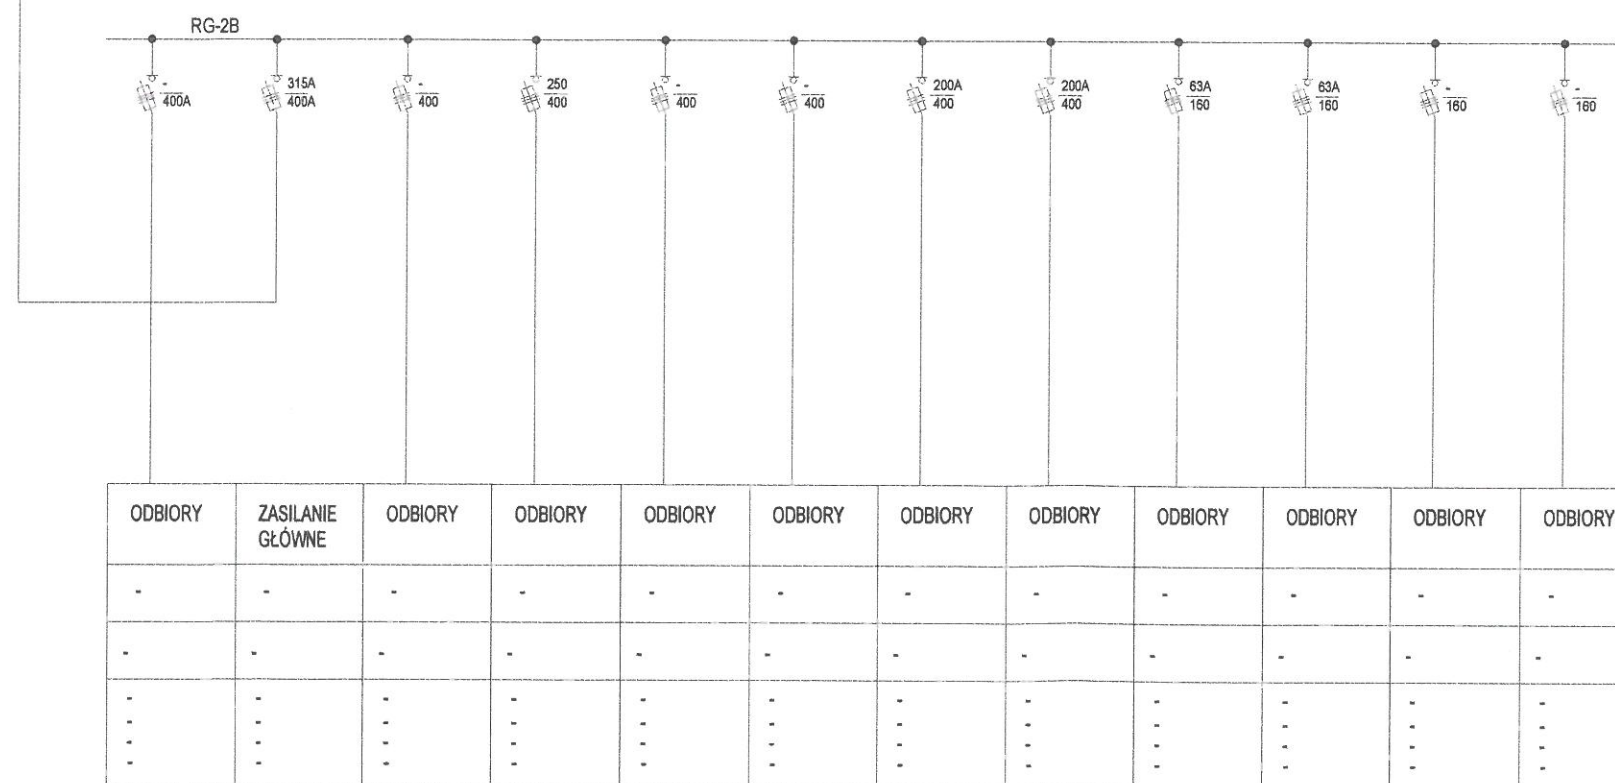 RG-2B
-
400A
315A
400A
-
400
250
400
-
400
-
400
200A
400
200A
400
63A
160
63A
160
-
160
-
160
ODBIORY
ZASILANIE
GŁÓWNE
ODBIORY
ODBIORY
ODBIORY
ODBIORY
ODBIORY
ODBIORY
ODBIORY
ODBIORY
ODBIORY
ODBIORY
- - - - - - - - - - - -
- - - - - - - - - - - -
- - - - - - - - - - - -
- - - - - - - - - - - -
- - - - - - - - - - - -
- - - - - - - - - - - -